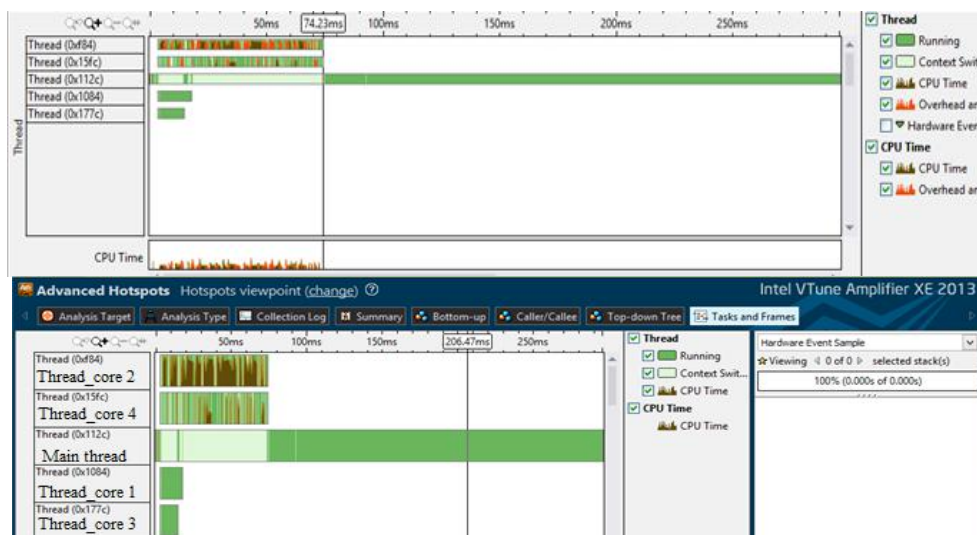 50ms 74.23ms 100ms 150ms 200ms 250ms
Thread
Thread (0xf84)
Thread (0x15fc)
Thread (0x112c)
Thread (0x1084)
Thread (0x177c)
Thread
Running
Context Swit
CPU Time
Overhead ar
Hardware Ever
CPU Time
CPU Time
Overhead ar
CPU Time
Advanced Hotspots Hotspots viewpoint (change) Intel VTune Amplifier XE 2013
Analysis Target Analysis Type Collection Log Summary Bottom-up Caller/Callee Top-down Tree Tasks and Frames
50ms 100ms 150ms 206.47ms 250ms
Thread (0xf84)
Thread_core 2
Thread (0x15fc)
Thread_core 4
Thread (0x112c)
Main thread
Thread (0x1084)
Thread_core 1
Thread (0x177c)
Thread_core 3
Thread
Running
Context Swit...
CPU Time
CPU Time
CPU Time
Hardware Event Sample
Viewing 0 of 0 selected stack(s)
100% (0.000s of 0.000s)